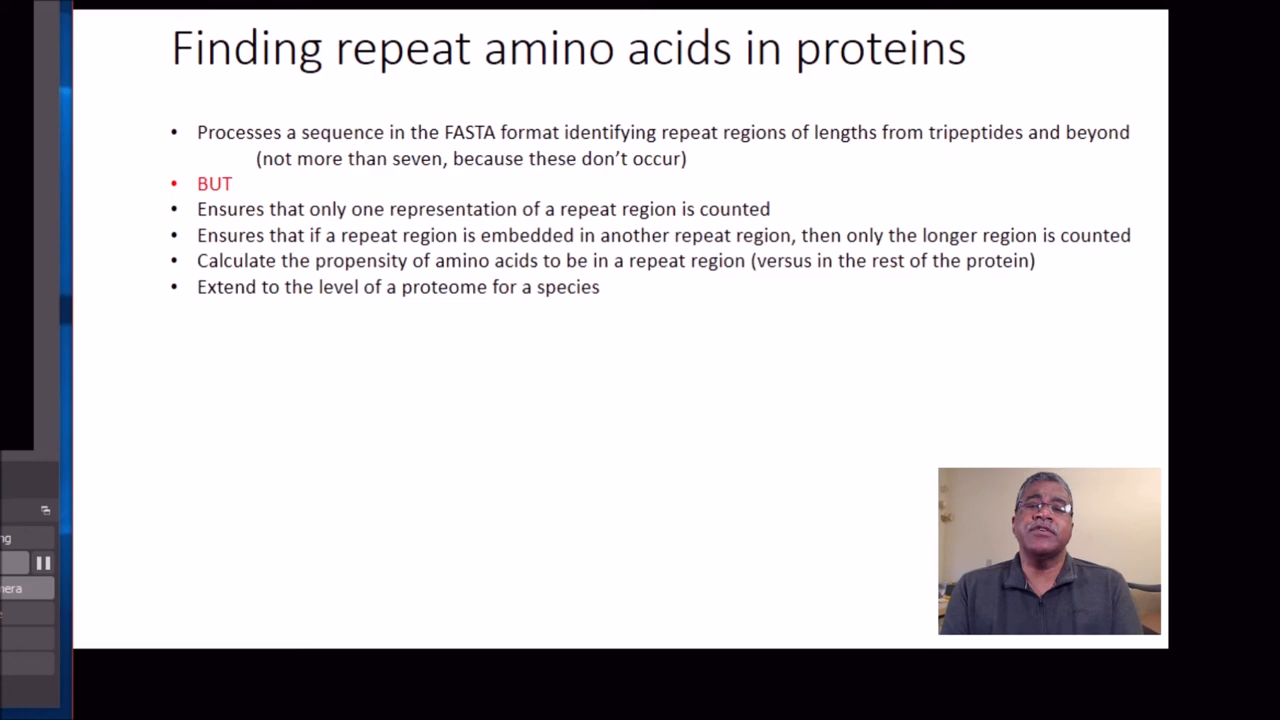 Finding repeat amino acids in proteins
• Processes a sequence in the FASTA format identifying repeat regions of lengths from tripeptides and beyond
(not more than seven, because these don’t occur)
• BUT
• Ensures that only one representation of a repeat region is counted
• Ensures that if a repeat region is embedded in another repeat region, then only the longer region is counted
• Calculate the propensity of amino acids to be in a repeat region (versus in the rest of the protein)
• Extend to the level of a proteome for a species
ng
mera